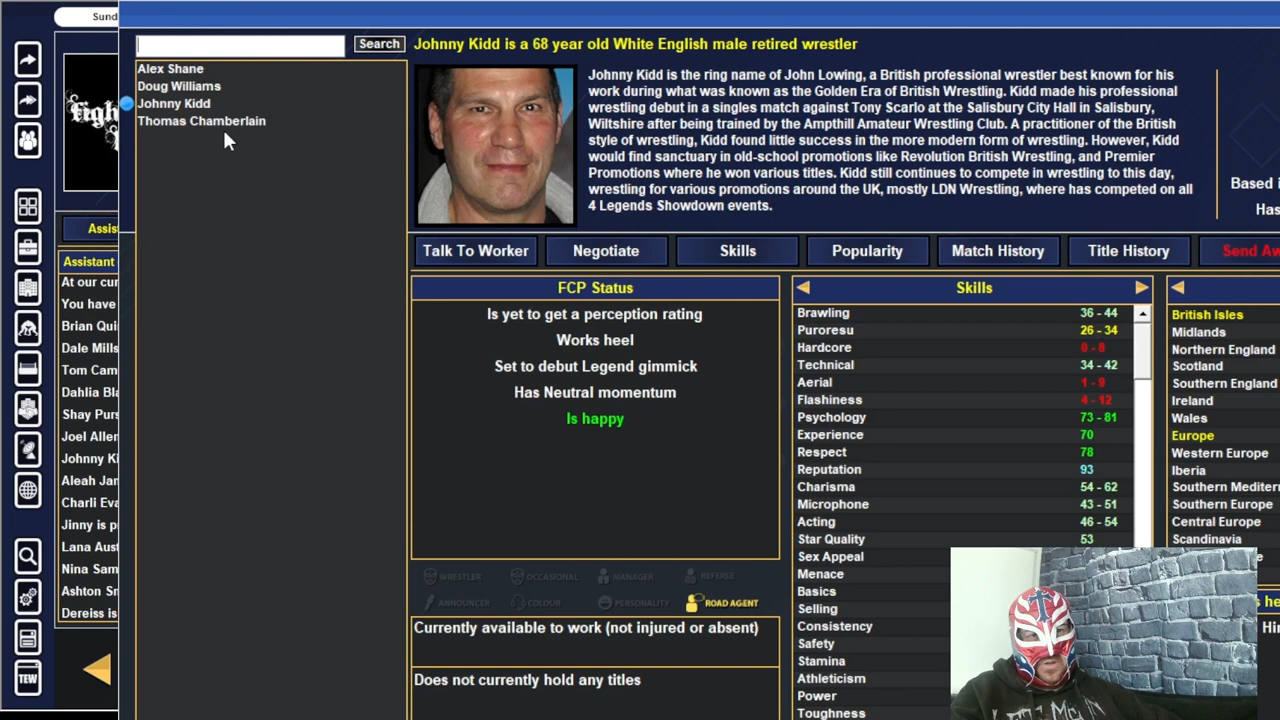 Sund
Search
Johnny Kidd is a 68 year old White English male retired wrestler
Alex Shane
Doug Williams
Johnny Kidd
Thomas Chamberlain
Johnny Kidd is the ring name of John Lowing, a British professional wrestler best known for his
work during what was known as the Golden Era of British Wrestling. Kidd made his professional
wrestling debut in a singles match against Tony Scarlo at the Salisbury City Hall in Salisbury,
Wiltshire after being trained by the Ampthill Amateur Wrestling Club. A practitioner of the British
style of wrestling, Kidd found little success in the more modern form of wrestling. However, Kidd
would find sanctuary in old-school promotions like Revolution British Wrestling, and Premier
Promotions where he won various titles. Kidd still continues to compete in wrestling to this day,
wrestling for various promotions around the UK, mostly LDN Wrestling, where has competed on all
4 Legends Showdown events.
Based i
Has
figh
Assis
Talk To Worker
Negotiate
Skills
Popularity
Match History
Title History
Send Aw
Assistant
At our cur
You have
Brian Qui
Dale Mills
Tom Cam
Dahlia Bla
Shay Purs
Joel Allen
Johnny Ki
Aleah Jan
Charli Eva
Jinny is p
Lana Aust
Nina Sam
Ashton Sr
Dereiss is
TEW
FCP Status
Is yet to get a perception rating
Works heel
Set to debut Legend gimmick
Has Neutral momentum
Is happy
WRESTLER
OCCASIONAL
MANAGER
REFEREE
ANNOUNCER
COLOUR
PERSONALITY
ROAD AGENT
Currently available to work (not injured or absent)
Does not currently hold any titles
Skills
Brawling 36 - 44
Puroresu 26 - 34
Hardcore 0 - 8
Technical 34 - 42
Aerial 1 - 9
Flashiness 4 - 12
Psychology 73 - 81
Experience 70
Respect 78
Reputation 93
Charisma 54 - 62
Microphone 43 - 51
Acting 46 - 54
Star Quality 53
Sex Appeal
Menace
Basics
Selling
Consistency
Safety
Stamina
Athleticism
Power
Toughness
British Isles
Midlands
Northern England
Scotland
Southern England
Ireland
Wales
Europe
Western Europe
Iberia
Southern Mediter
Southern Europe
Central Europe
Scandinavia
s he
Hi